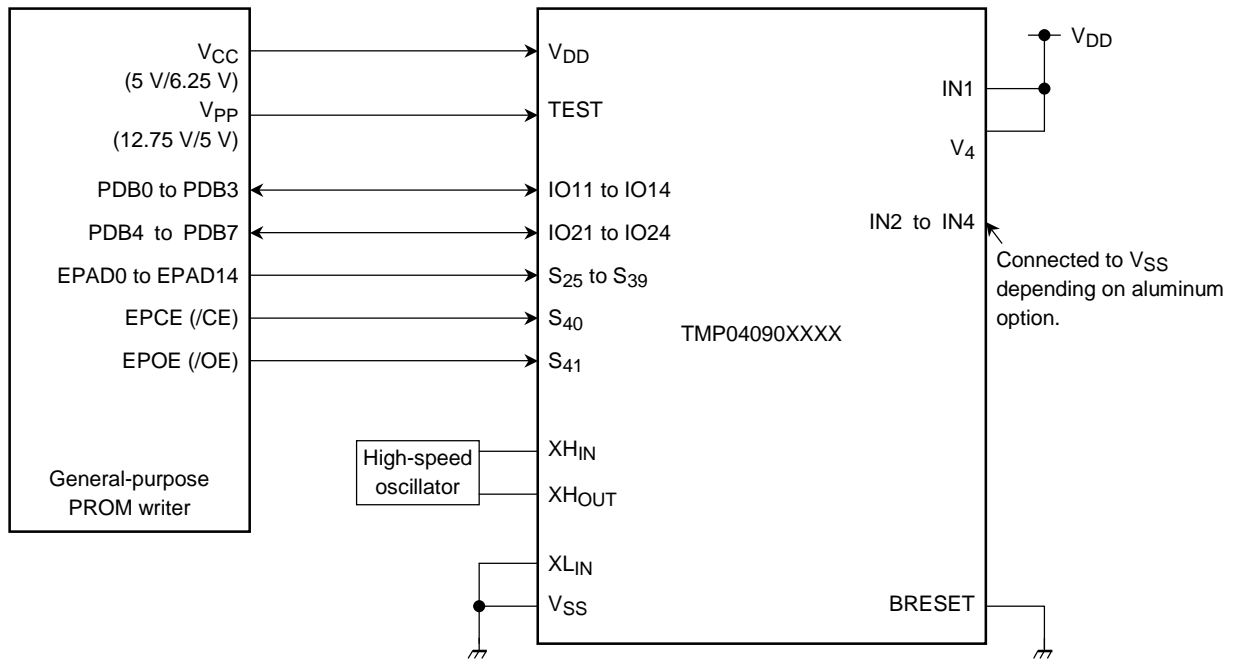 V_CC
(5 V/6.25 V)
V_PP
(12.75 V/5 V)
PDB0 to PDB3
PDB4 to PDB7
EPAD0 to EPAD14
EPCE (/CE)
EPOE (/OE)
General-purpose
PROM writer
High-speed
oscillator
V_DD
TEST
IO11 to IO14
IO21 to IO24
S_25 to S_39
S_40
S_41
XH_IN
XH_OUT
XL_IN
V_SS
TMP04090XXXX
IN1
V_4
IN2 to IN4
BRESET
V_DD
Connected to V_SS
depending on aluminum
option.